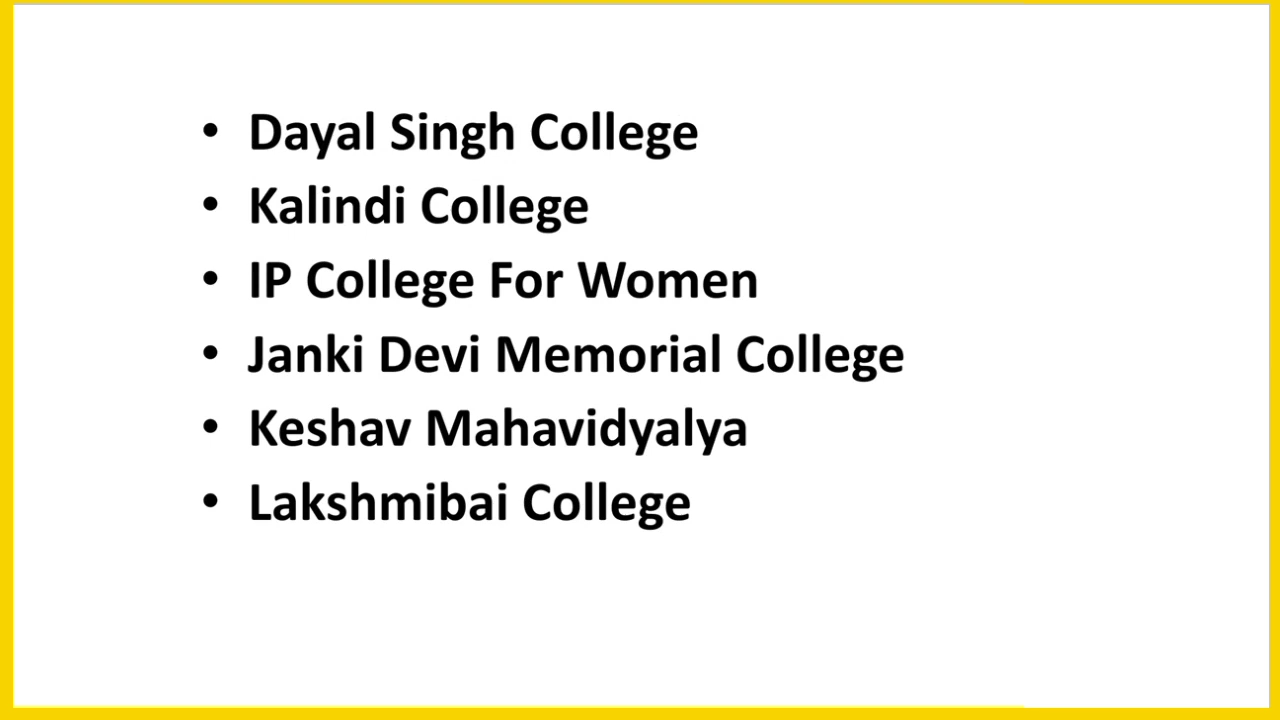 • Dayal Singh College
• Kalindi College
• IP College For Women
• Janki Devi Memorial College
• Keshav Mahavidyalya
• Lakshmibai College